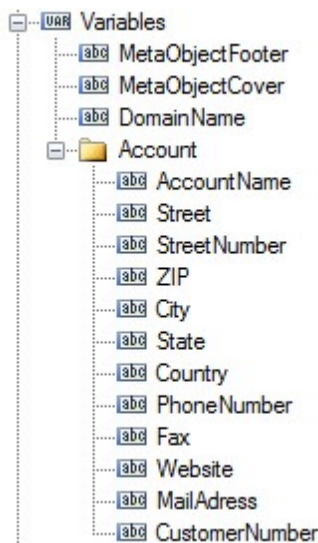 VAR Variables
abc MetaObjectFooter
abc MetaObjectCover
abc DomainName
Account
abc AccountName
abc Street
abc StreetNumber
abc ZIP
abc City
abc State
abc Country
abc PhoneNumber
abc Fax
abc Website
abc MailAdress
abc CustomerNumber